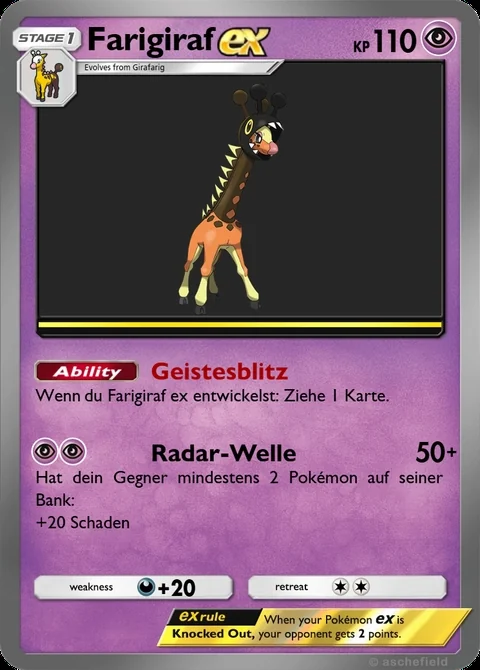 STAGE 1
Farigiraf ex
KP 110
Evolves from Girafarig
Ability Geistesblitz
Wenn du Farigiraf ex entwickelst: Ziehe 1 Karte.
Radar-Welle 50+
Hat dein Gegner mindestens 2 Pokémon auf seiner
Bank:
+20 Schaden
weakness +20
retreat
ex rule
When your Pokémon ex is
Knocked Out, your opponent gets 2 points.
© aschefield